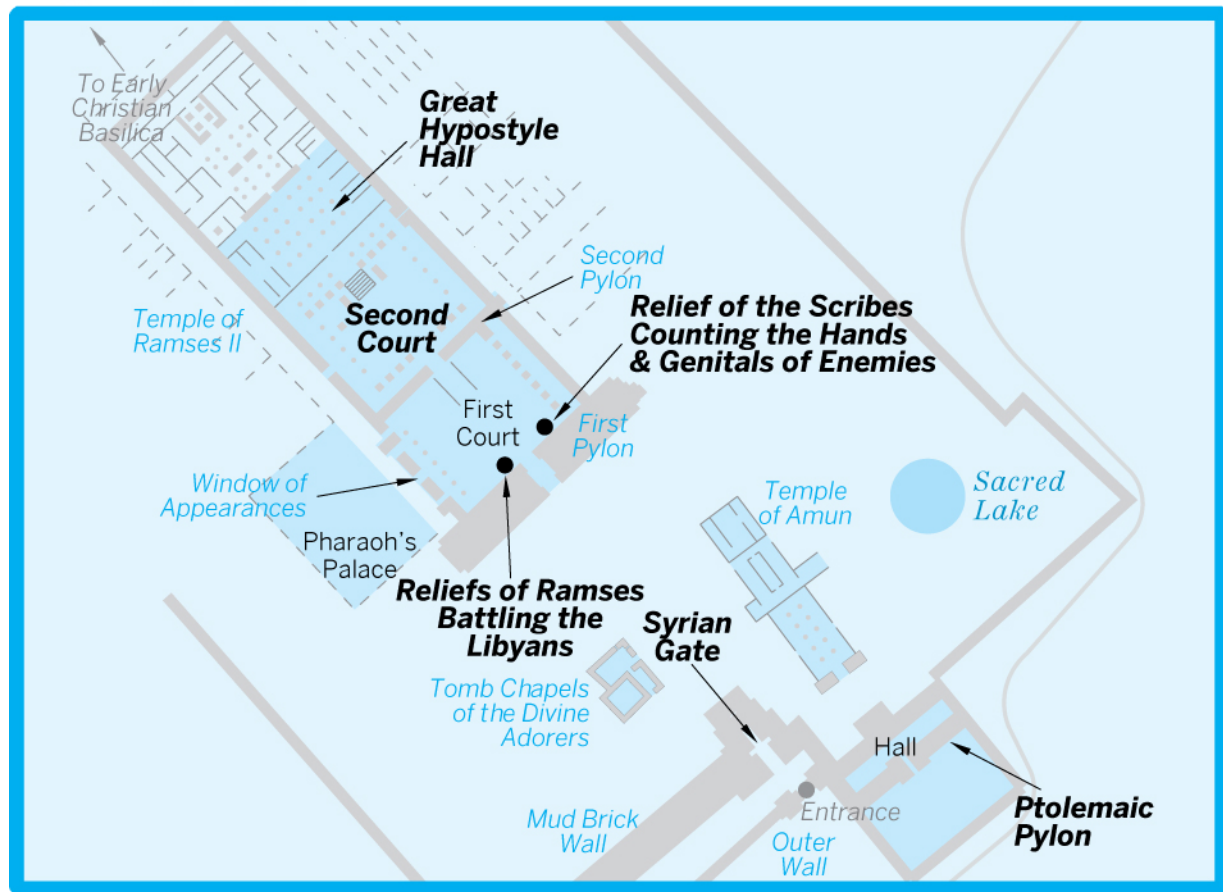 To Early
Christian
Basilica
Great
Hypostyle
Hall
Second
Pylon
Temple of
Ramses II
Second
Court
Relief of the Scribes
Counting the Hands
& Genitals of Enemies
First
Court
First
Pylon
Window of
Appearances
Pharaoh's
Palace
Temple
of Amun
Sacred
Lake
Reliefs of Ramses
Battling the
Libyans
Syrian
Gate
Tomb Chapels
of the Divine
Adorers
Hall
Mud Brick
Wall
Entrance
Outer
Wall
Ptolemaic
Pylon